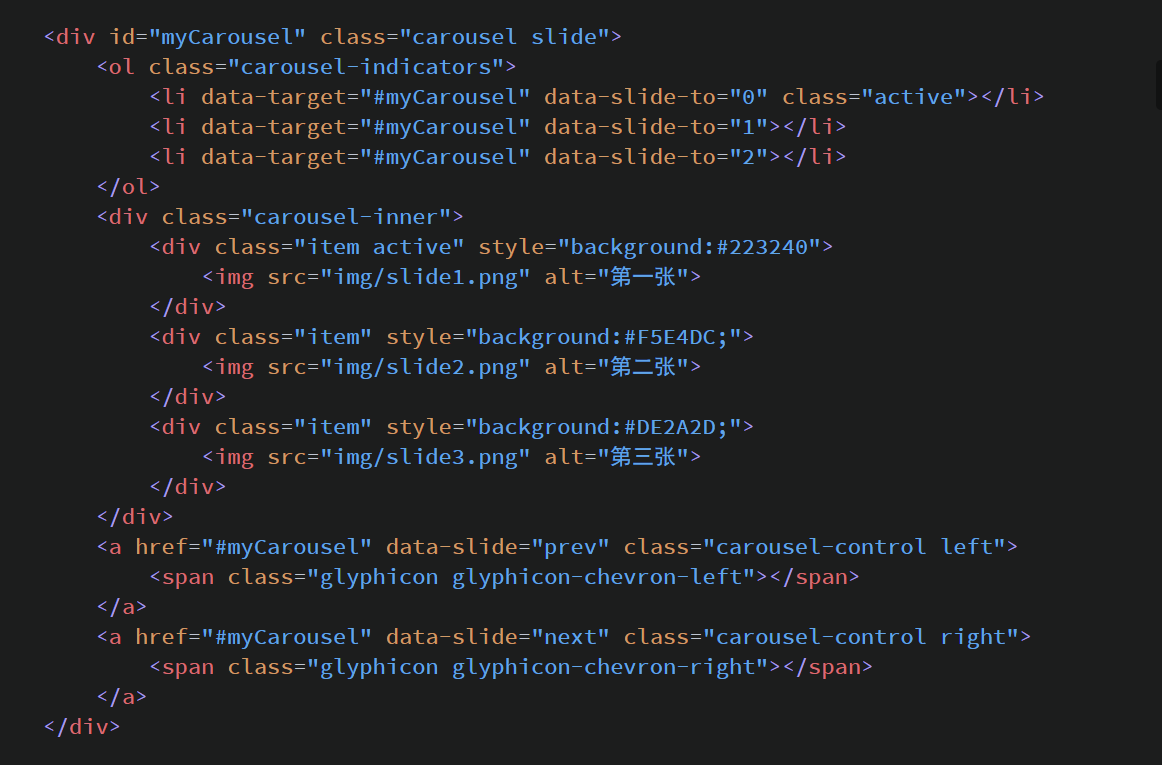 <div id="myCarousel" class="carousel slide">
    <ol class="carousel-indicators">
        <li data-target="#myCarousel" data-slide-to="0" class="active"></li>
        <li data-target="#myCarousel" data-slide-to="1"></li>
        <li data-target="#myCarousel" data-slide-to="2"></li>
    </ol>
    <div class="carousel-inner">
        <div class="item active" style="background:#223240">
            <img src="img/slide1.png" alt="第一张">
        </div>
        <div class="item" style="background:#F5E4DC;">
            <img src="img/slide2.png" alt="第二张">
        </div>
        <div class="item" style="background:#DE2A2D;">
            <img src="img/slide3.png" alt="第三张">
        </div>
    </div>
    <a href="#myCarousel" data-slide="prev" class="carousel-control left">
        <span class="glyphicon glyphicon-chevron-left"></span>
    </a>
    <a href="#myCarousel" data-slide="next" class="carousel-control right">
        <span class="glyphicon glyphicon-chevron-right"></span>
    </a>
</div>